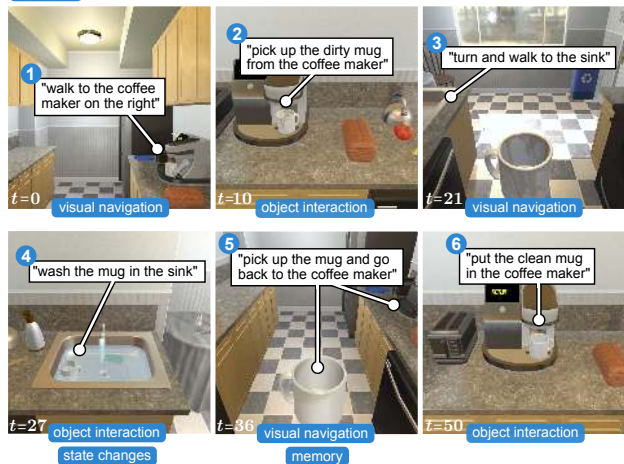 1
"walk to the coffee
maker on the right"
t=0
visual navigation
2
"pick up the dirty mug
from the coffee maker"
t=10
object interaction
3
"turn and walk to the sink"
t=21
visual navigation
4
"wash the mug in the sink"
t=27
object interaction
state changes
5
"pick up the mug and go
back to the coffee maker"
t=36
visual navigation
memory
6
"put the clean mug
in the coffee maker"
t=50
object interaction